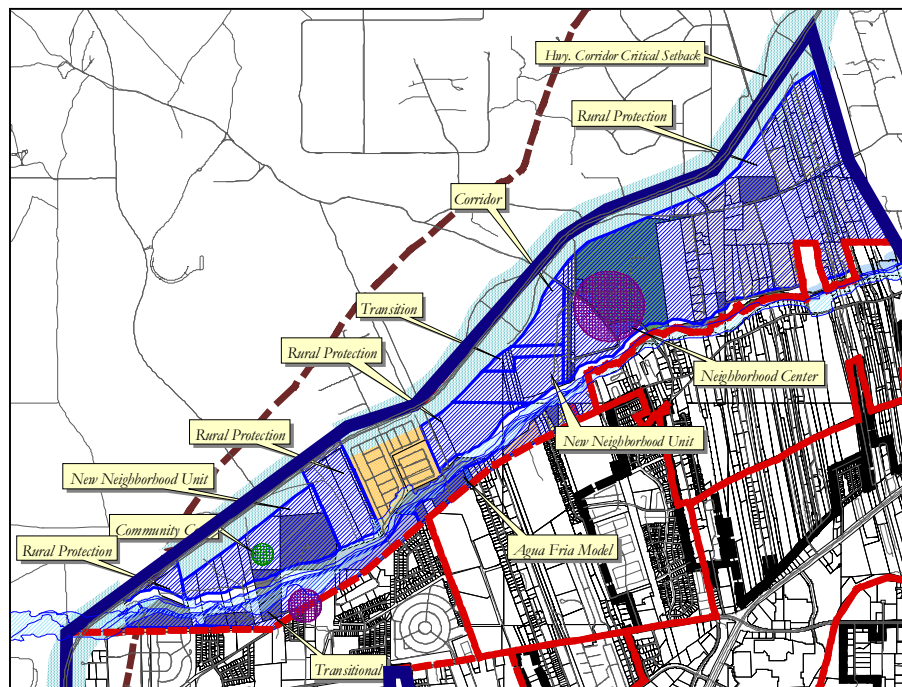 Hwy. Corridor Critical Setback
Rural Protection
Corridor
Transition
Rural Protection
Neighborhood Center
Rural Protection
New Neighborhood Unit
New Neighborhood Unit
Community C
Rural Protection
Agua Fria Model
Transitional